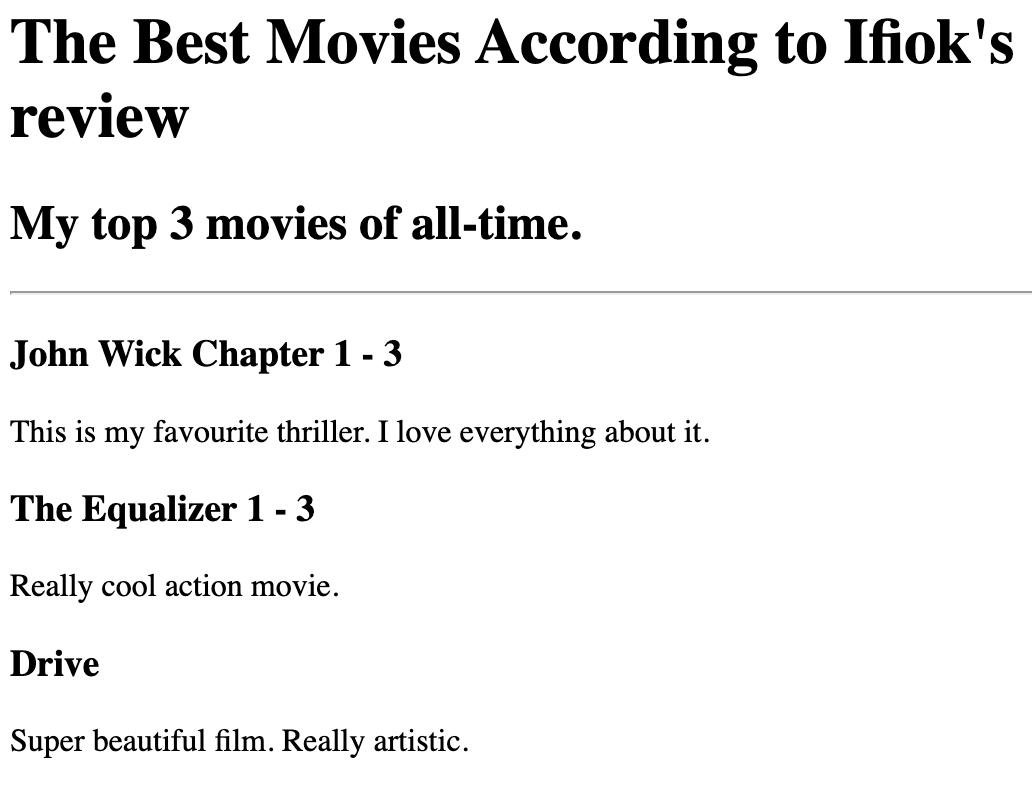 The Best Movies According to Ifiok's
review
My top 3 movies of all-time.
John Wick Chapter 1 - 3
This is my favourite thriller. I love everything about it.
The Equalizer 1 - 3
Really cool action movie.
Drive
Super beautiful film. Really artistic.